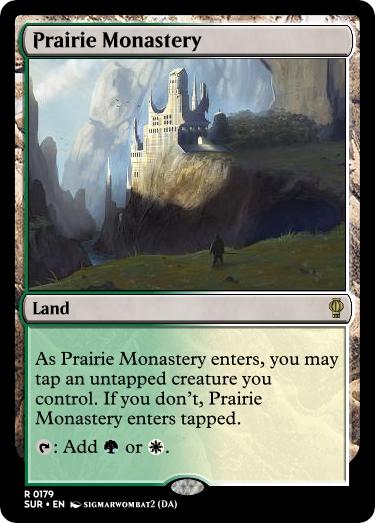 Prairie Monastery
Land
As Prairie Monastery enters, you may
tap an untapped creature you
control. If you don't, Prairie
Monastery enters tapped.
: Add or .
R 0179
SUR • EN SIGMARWOMBAT2 (DA)